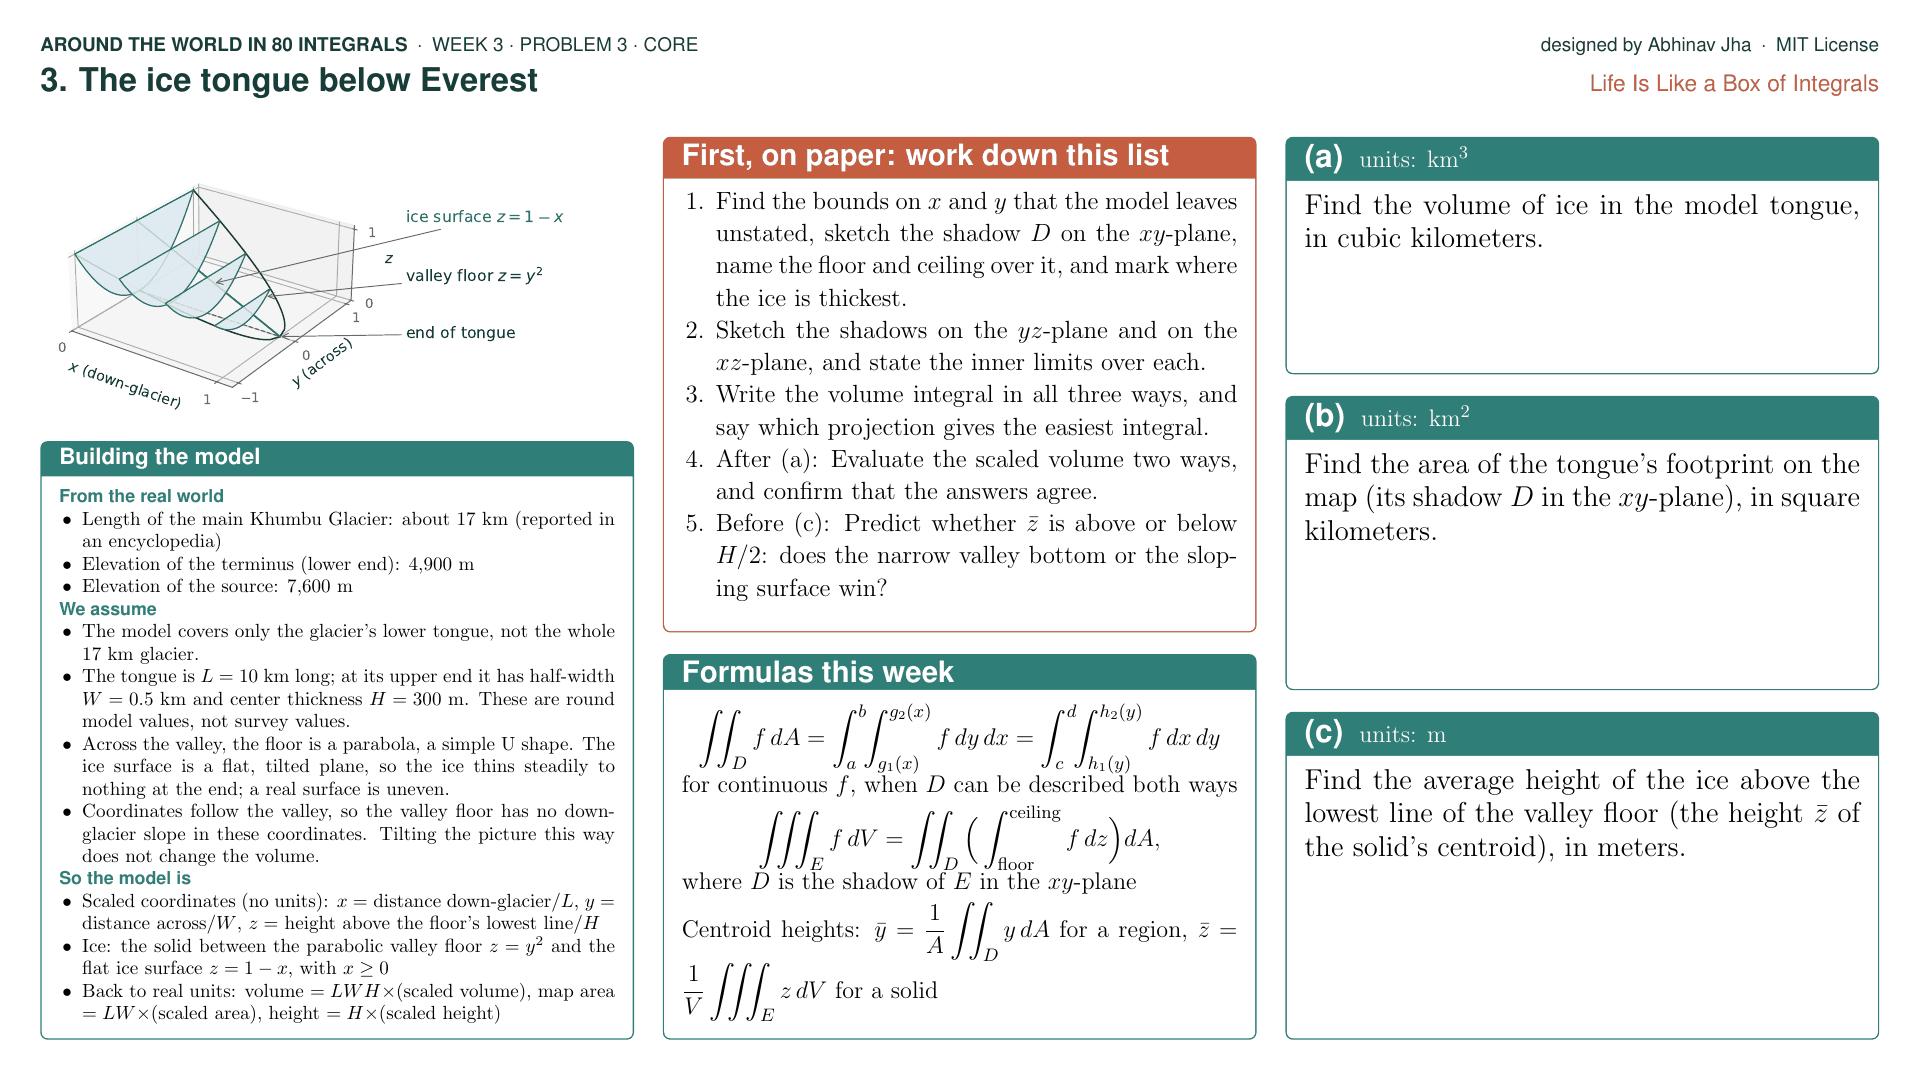 AROUND THE WORLD IN 80 INTEGRALS · WEEK 3 · PROBLEM 3 · CORE
designed by Abhinav Jha · MIT License
3. The ice tongue below Everest
Life Is Like a Box of Integrals
ice surface z = 1 − x
valley floor z = y²
end of tongue
z
1
0
1
0
−1
0
1
x (down-glacier)
y (across)
Building the model
From the real world
• Length of the main Khumbu Glacier: about 17 km (reported in
an encyclopedia)
• Elevation of the terminus (lower end): 4,900 m
• Elevation of the source: 7,600 m
We assume
• The model covers only the glacier's lower tongue, not the whole
17 km glacier.
• The tongue is L = 10 km long; at its upper end it has half-width
W = 0.5 km and center thickness H = 300 m. These are round
model values, not survey values.
• Across the valley, the floor is a parabola, a simple U shape. The
ice surface is a flat, tilted plane, so the ice thins steadily to
nothing at the end; a real surface is uneven.
• Coordinates follow the valley, so the valley floor has no down-
glacier slope in these coordinates. Tilting the picture this way
does not change the volume.
So the model is
• Scaled coordinates (no units): x = distance down-glacier/L, y =
distance across/W, z = height above the floor's lowest line/H
• Ice: the solid between the parabolic valley floor z = y² and the
flat ice surface z = 1 − x, with x ≥ 0
• Back to real units: volume = LWH×(scaled volume), map area
= LW×(scaled area), height = H×(scaled height)
First, on paper: work down this list
1. Find the bounds on x and y that the model leaves
unstated, sketch the shadow D on the xy-plane,
name the floor and ceiling over it, and mark where
the ice is thickest.
2. Sketch the shadows on the yz-plane and on the
xz-plane, and state the inner limits over each.
3. Write the volume integral in all three ways, and
say which projection gives the easiest integral.
4. After (a): Evaluate the scaled volume two ways,
and confirm that the answers agree.
5. Before (c): Predict whether z̄ is above or below
H/2: does the narrow valley bottom or the slop-
ing surface win?
Formulas this week
∬_D f dA = ∫_a^b ∫_{g₁(x)}^{g₂(x)} f dy dx = ∫_c^d ∫_{h₁(y)}^{h₂(y)} f dx dy
for continuous f, when D can be described both ways
∭_E f dV = ∬_D ( ∫_floor^ceiling f dz ) dA,
where D is the shadow of E in the xy-plane
Centroid heights: ȳ = 1/A ∬_D y dA for a region, z̄ =
1/V ∭_E z dV for a solid
(a) units: km³
Find the volume of ice in the model tongue,
in cubic kilometers.
(b) units: km²
Find the area of the tongue's footprint on the
map (its shadow D in the xy-plane), in square
kilometers.
(c) units: m
Find the average height of the ice above the
lowest line of the valley floor (the height z̄ of
the solid's centroid), in meters.